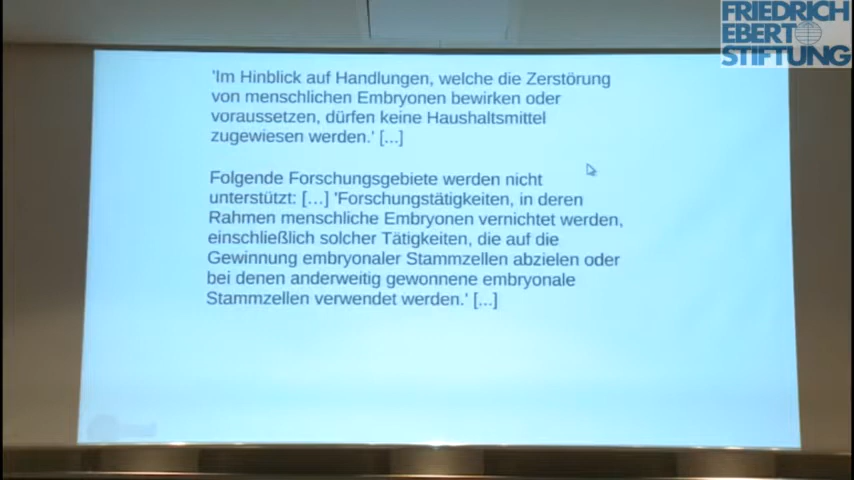 FRIEDRICH
EBERT
STIFTUNG
'Im Hinblick auf Handlungen, welche die Zerstörung
von menschlichen Embryonen bewirken oder
voraussetzen, dürfen keine Haushaltsmittel
zugewiesen werden.' [...]
Folgende Forschungsgebiete werden nicht
unterstützt: [...] 'Forschungstätigkeiten, in deren
Rahmen menschliche Embryonen vernichtet werden,
einschließlich solcher Tätigkeiten, die auf die
Gewinnung embryonaler Stammzellen abzielen oder
bei denen anderweitig gewonnene embryonale
Stammzellen verwendet werden.' [...]